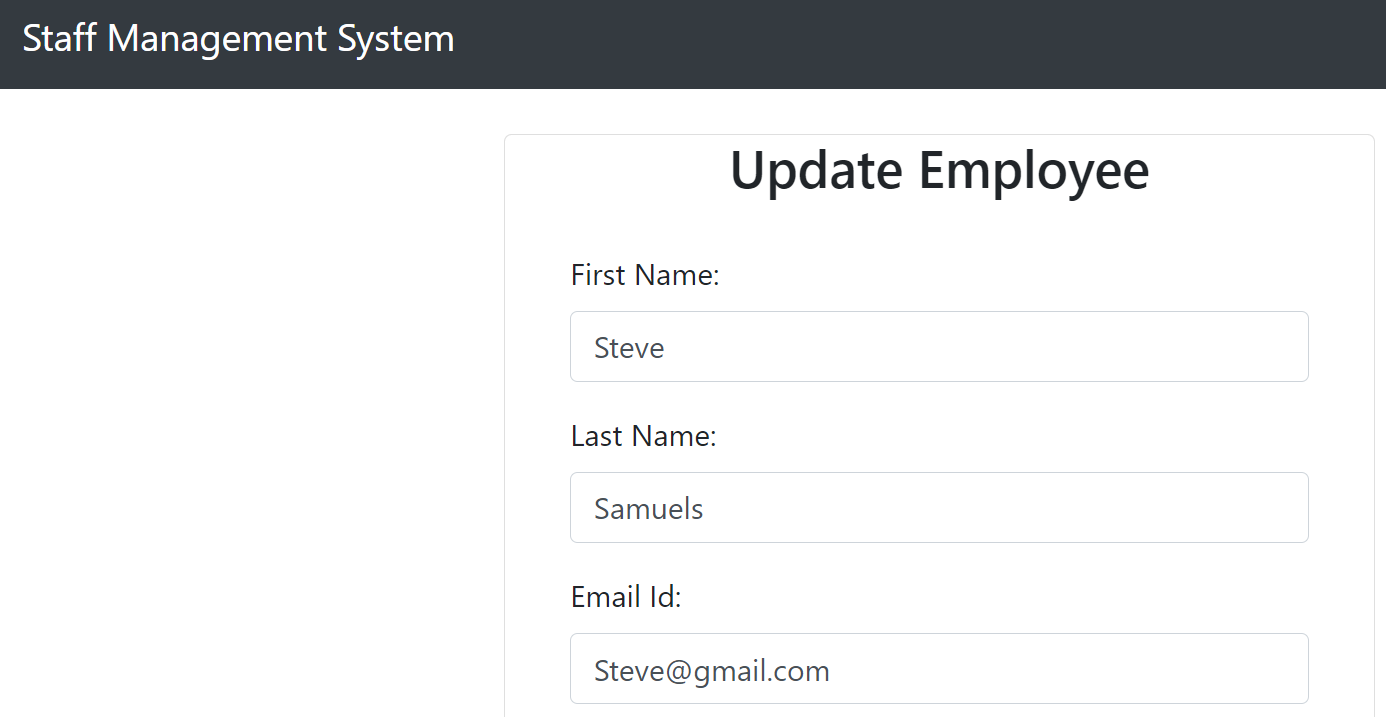 Staff Management System
Update Employee
First Name:
Steve
Last Name:
Samuels
Email Id:
Steve@gmail.com